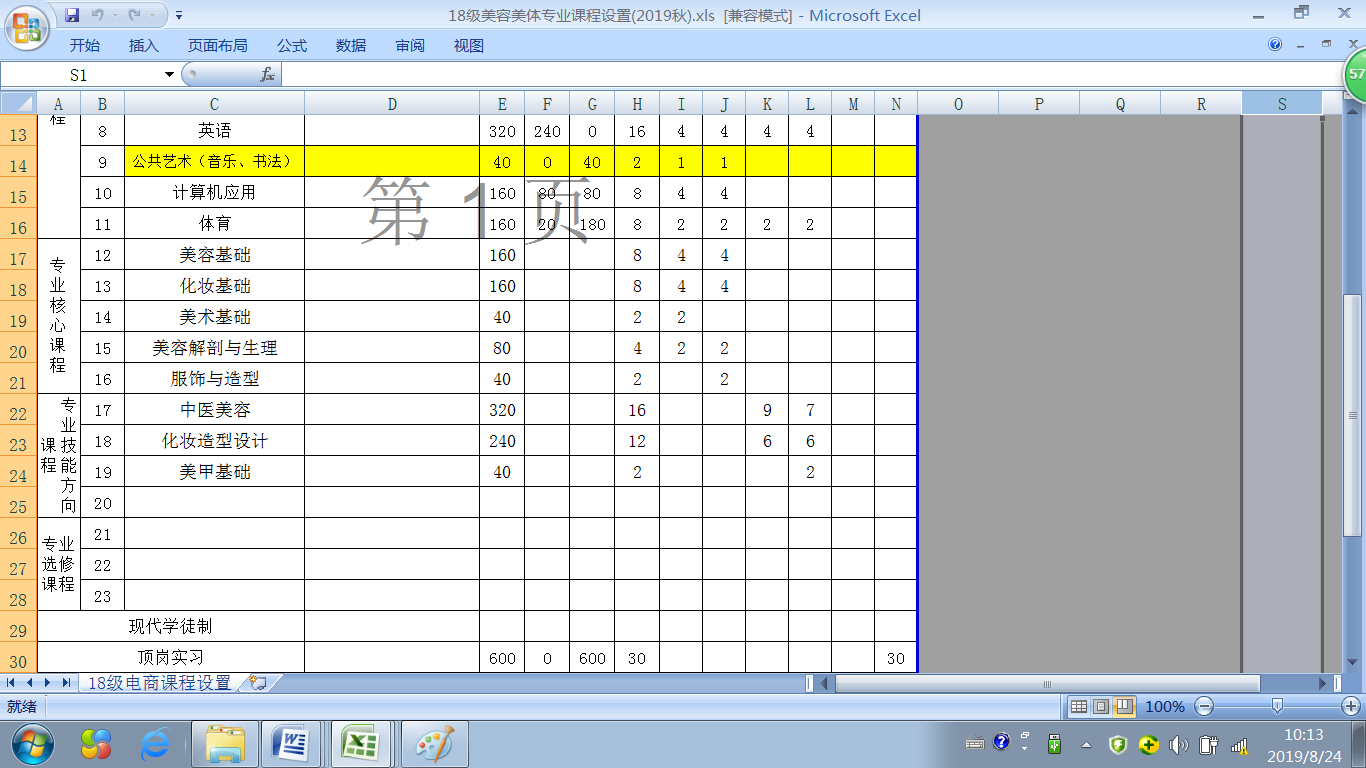 18级美容美体专业课程设置(2019秋).xls [兼容模式] - Microsoft Excel
开始 插入 页面布局 公式 数据 审阅 视图
S1 fx
57
A B C D E F G H I J K L M N O P Q R S
程
13 8 英语 320 240 0 16 4 4 4 4
14 9 公共艺术（音乐、书法） 40 0 40 2 1 1
15 10 计算机应用 160 80 80 8 4 4
16 11 体育 160 20 180 8 2 2 2 2
第 1 页
专业核心课程
17 12 美容基础 160 8 4 4
18 13 化妆基础 160 8 4 4
19 14 美术基础 40 2 2
20 15 美容解剖与生理 80 4 2 2
21 16 服饰与造型 40 2 2
专业技能方向课程
22 17 中医美容 320 16 9 7
23 18 化妆造型设计 240 12 6 6
24 19 美甲基础 40 2 2
25 20
专业
选修
课程
26 21
27 22
28 23
29 现代学徒制
30 顶岗实习 600 0 600 30 30
18级电商课程设置
就绪 100%
10:13
2019/8/24